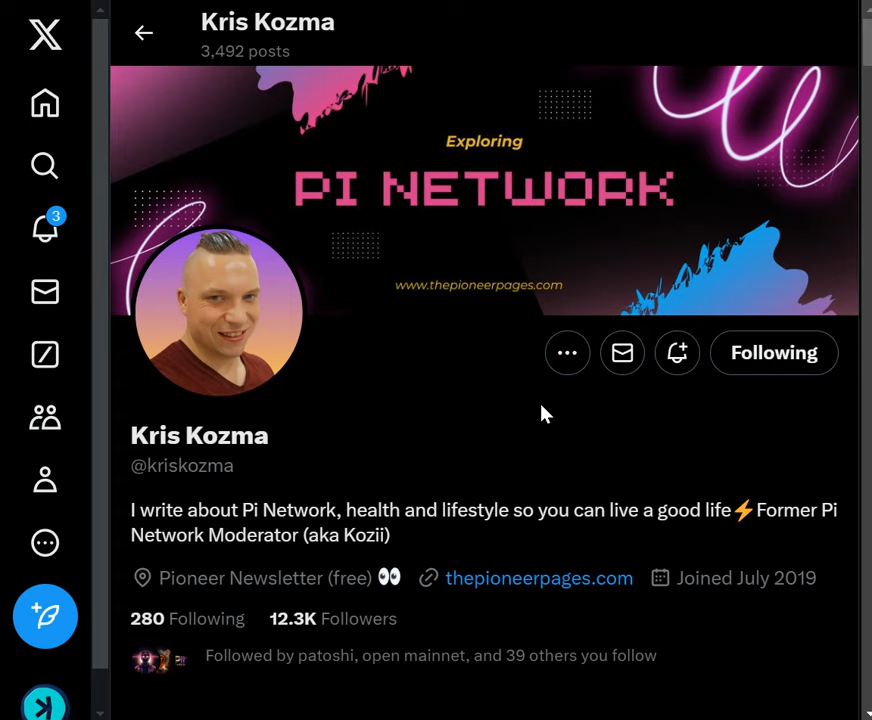 Kris Kozma
3,492 posts
Exploring
PI NETWORK
www.thepioneerpages.com
3
Following
Kris Kozma
@kriskozma
I write about Pi Network, health and lifestyle so you can live a good life⚡Former Pi
Network Moderator (aka Kozii)
Pioneer Newsletter (free) 👀 thepioneerpages.com Joined July 2019
280 Following 12.3K Followers
Followed by patoshi, open mainnet, and 39 others you follow